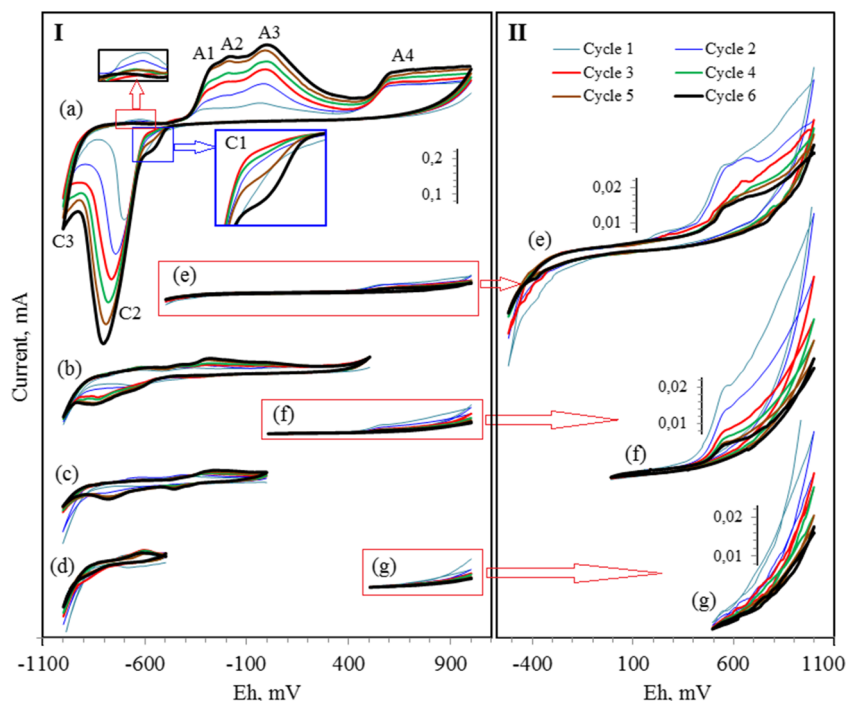 I
II
A1 A2 A3
A4
(a)
C1
0,2
0,1
C3
C2
(e)
(b)
(f)
(c)
(d)
(g)
Cycle 1 Cycle 2
Cycle 3 Cycle 4
Cycle 5 Cycle 6
0,02
0,01
(e)
0,02
0,01
(f)
0,02
0,01
(g)
Current, mA
-1100 -600 -100 400 900
-400 100 600 1100
Eh, mV
Eh, mV